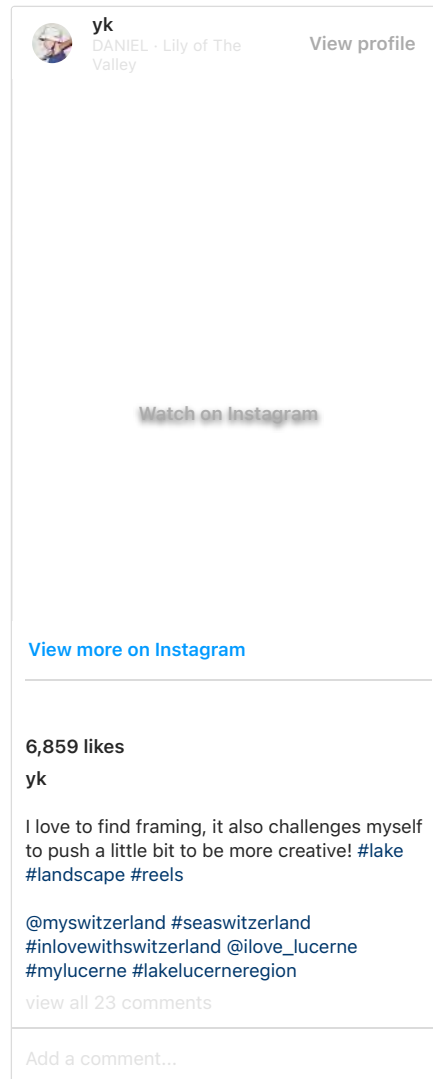 yk
DANIEL · Lily of The
Valley
View profile
Watch on Instagram
View more on Instagram
6,859 likes
yk
I love to find framing, it also challenges myself
to push a little bit to be more creative! #lake
#landscape #reels
@myswitzerland #seaswitzerland
#inlovewithswitzerland @ilove_lucerne
#mylucerne #lakelucerneregion
view all 23 comments
Add a comment...